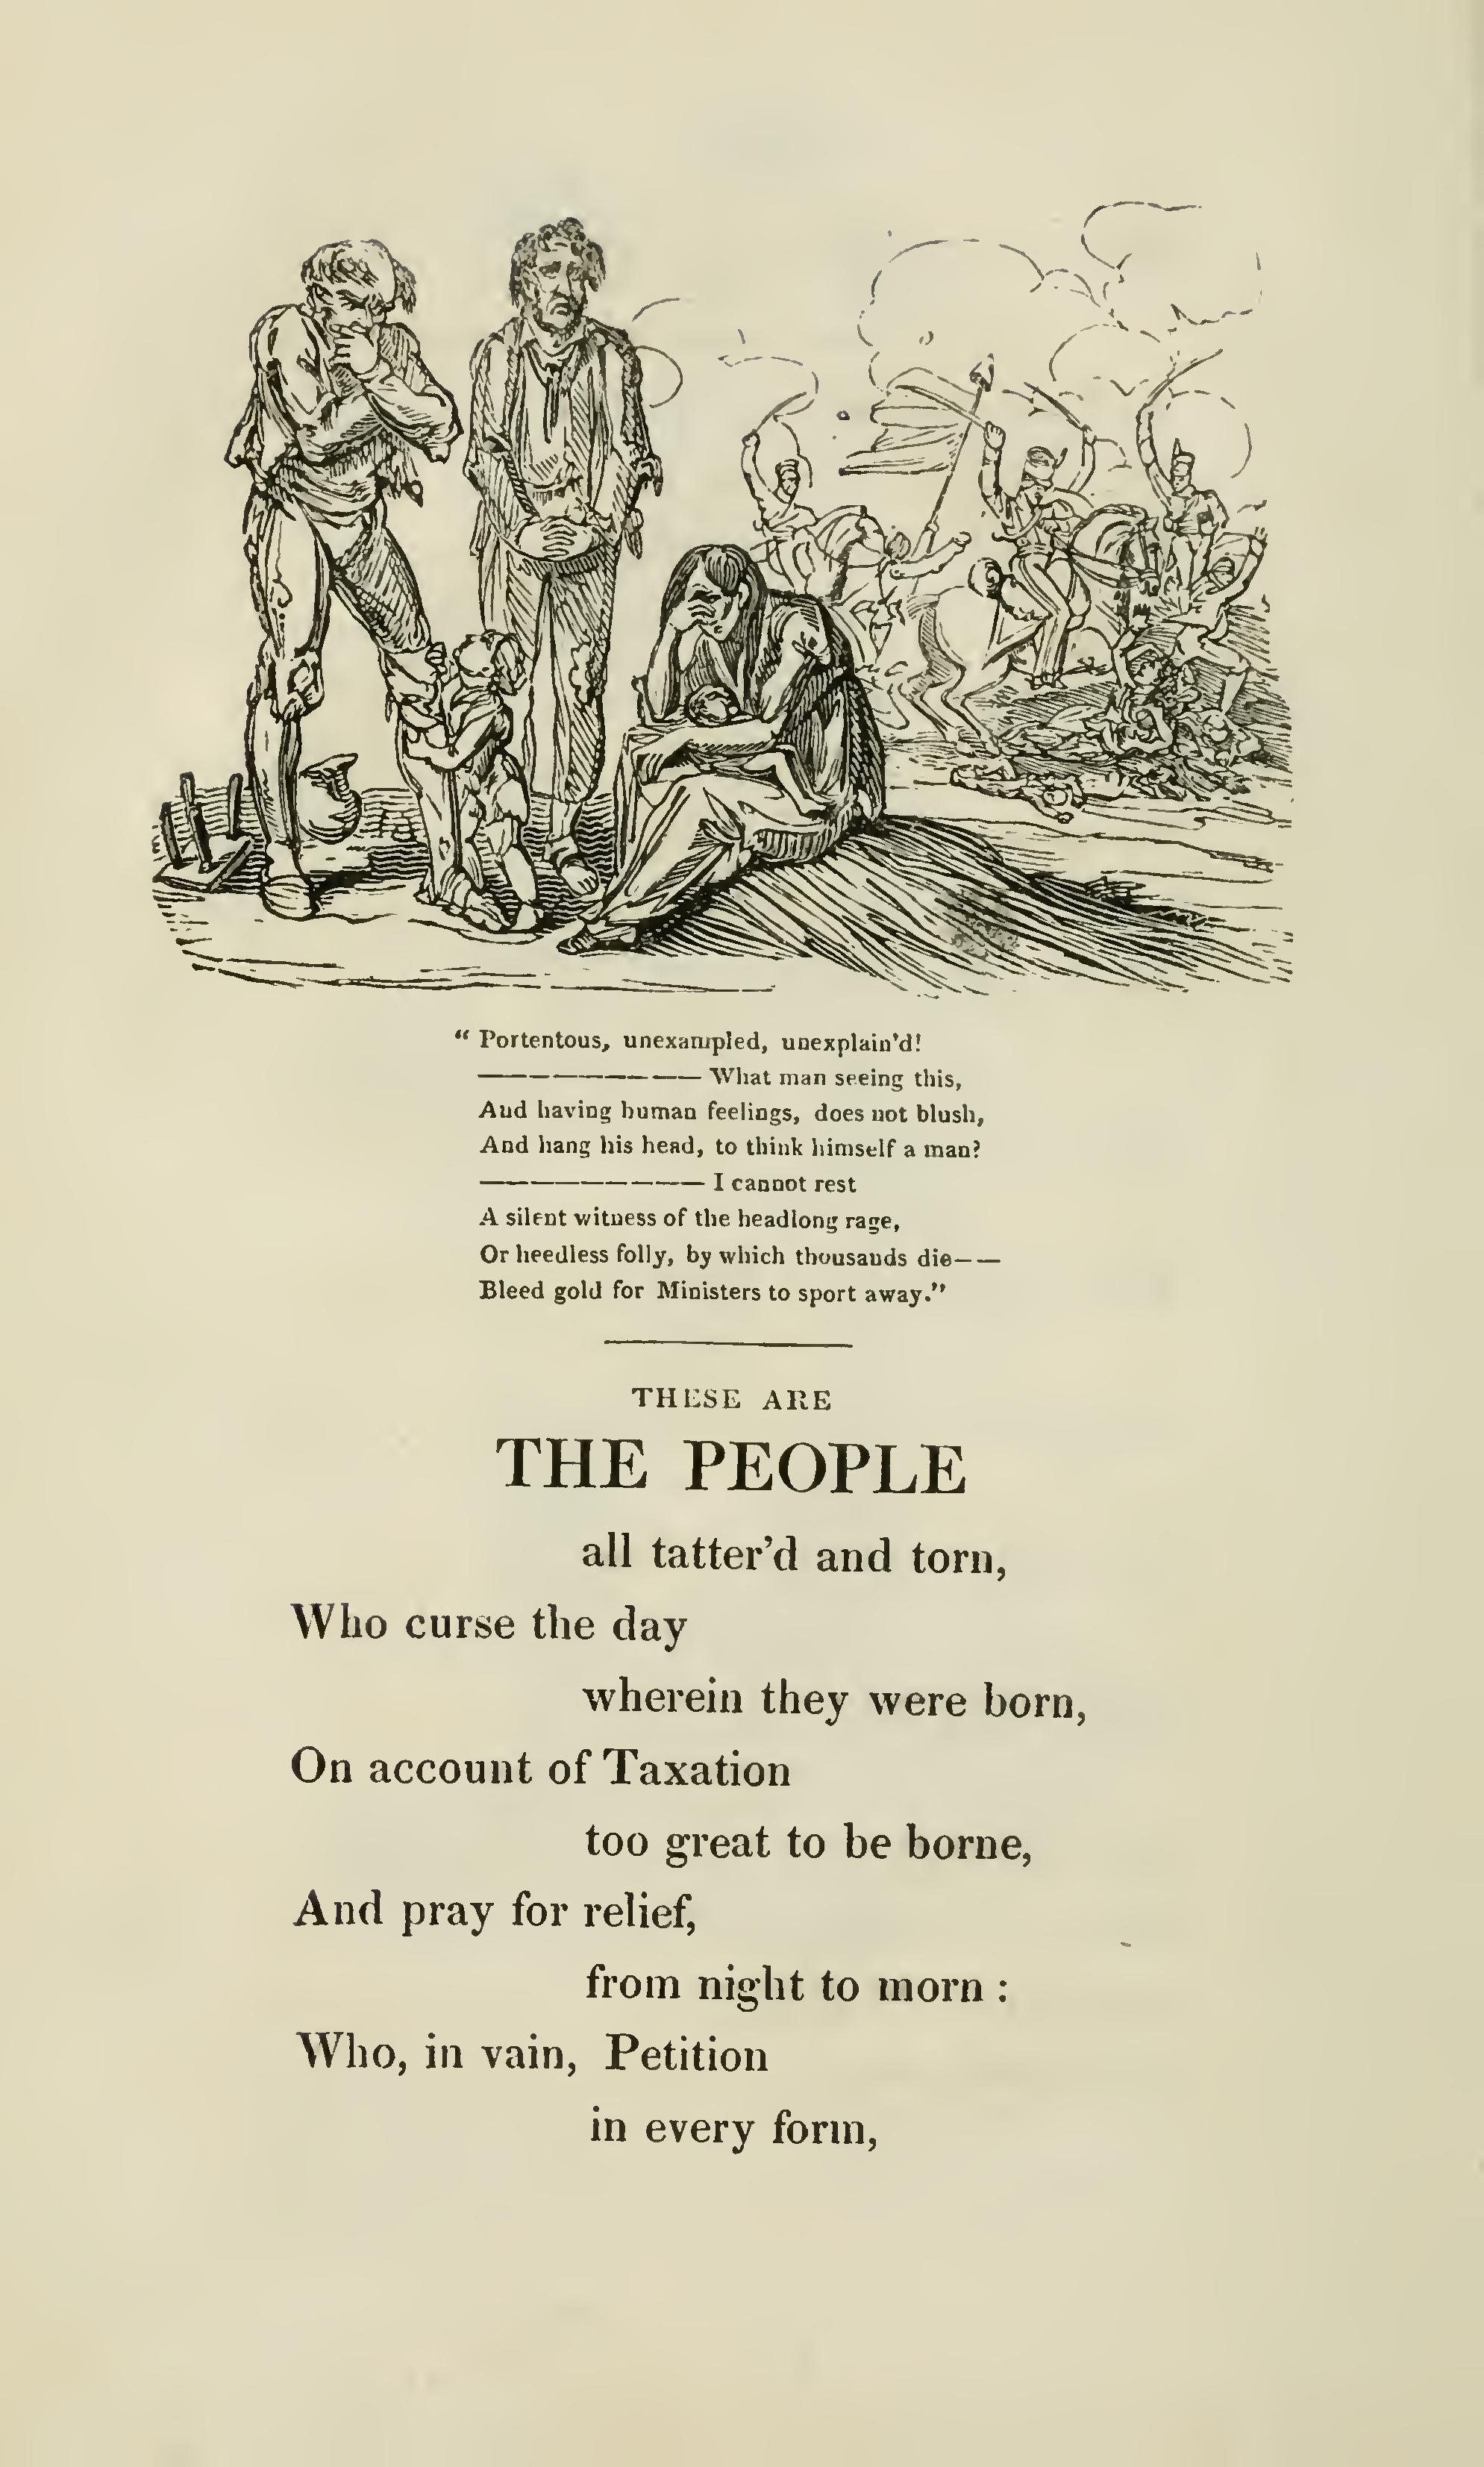 “ Portentous, unexampled, unexplain’d!
—————————— What man seeing this,
And having human feelings, does not blush,
And hang his head, to think himself a man?
—————————— I cannot rest
A silent witness of the headlong rage,
Or heedless folly, by which thousands die——
Bleed gold for Ministers to sport away.”
THESE ARE
THE PEOPLE
all tatter’d and torn,
Who curse the day
wherein they were born,
On account of Taxation
too great to be borne,
And pray for relief,
from night to morn :
Who, in vain, Petition
in every form,